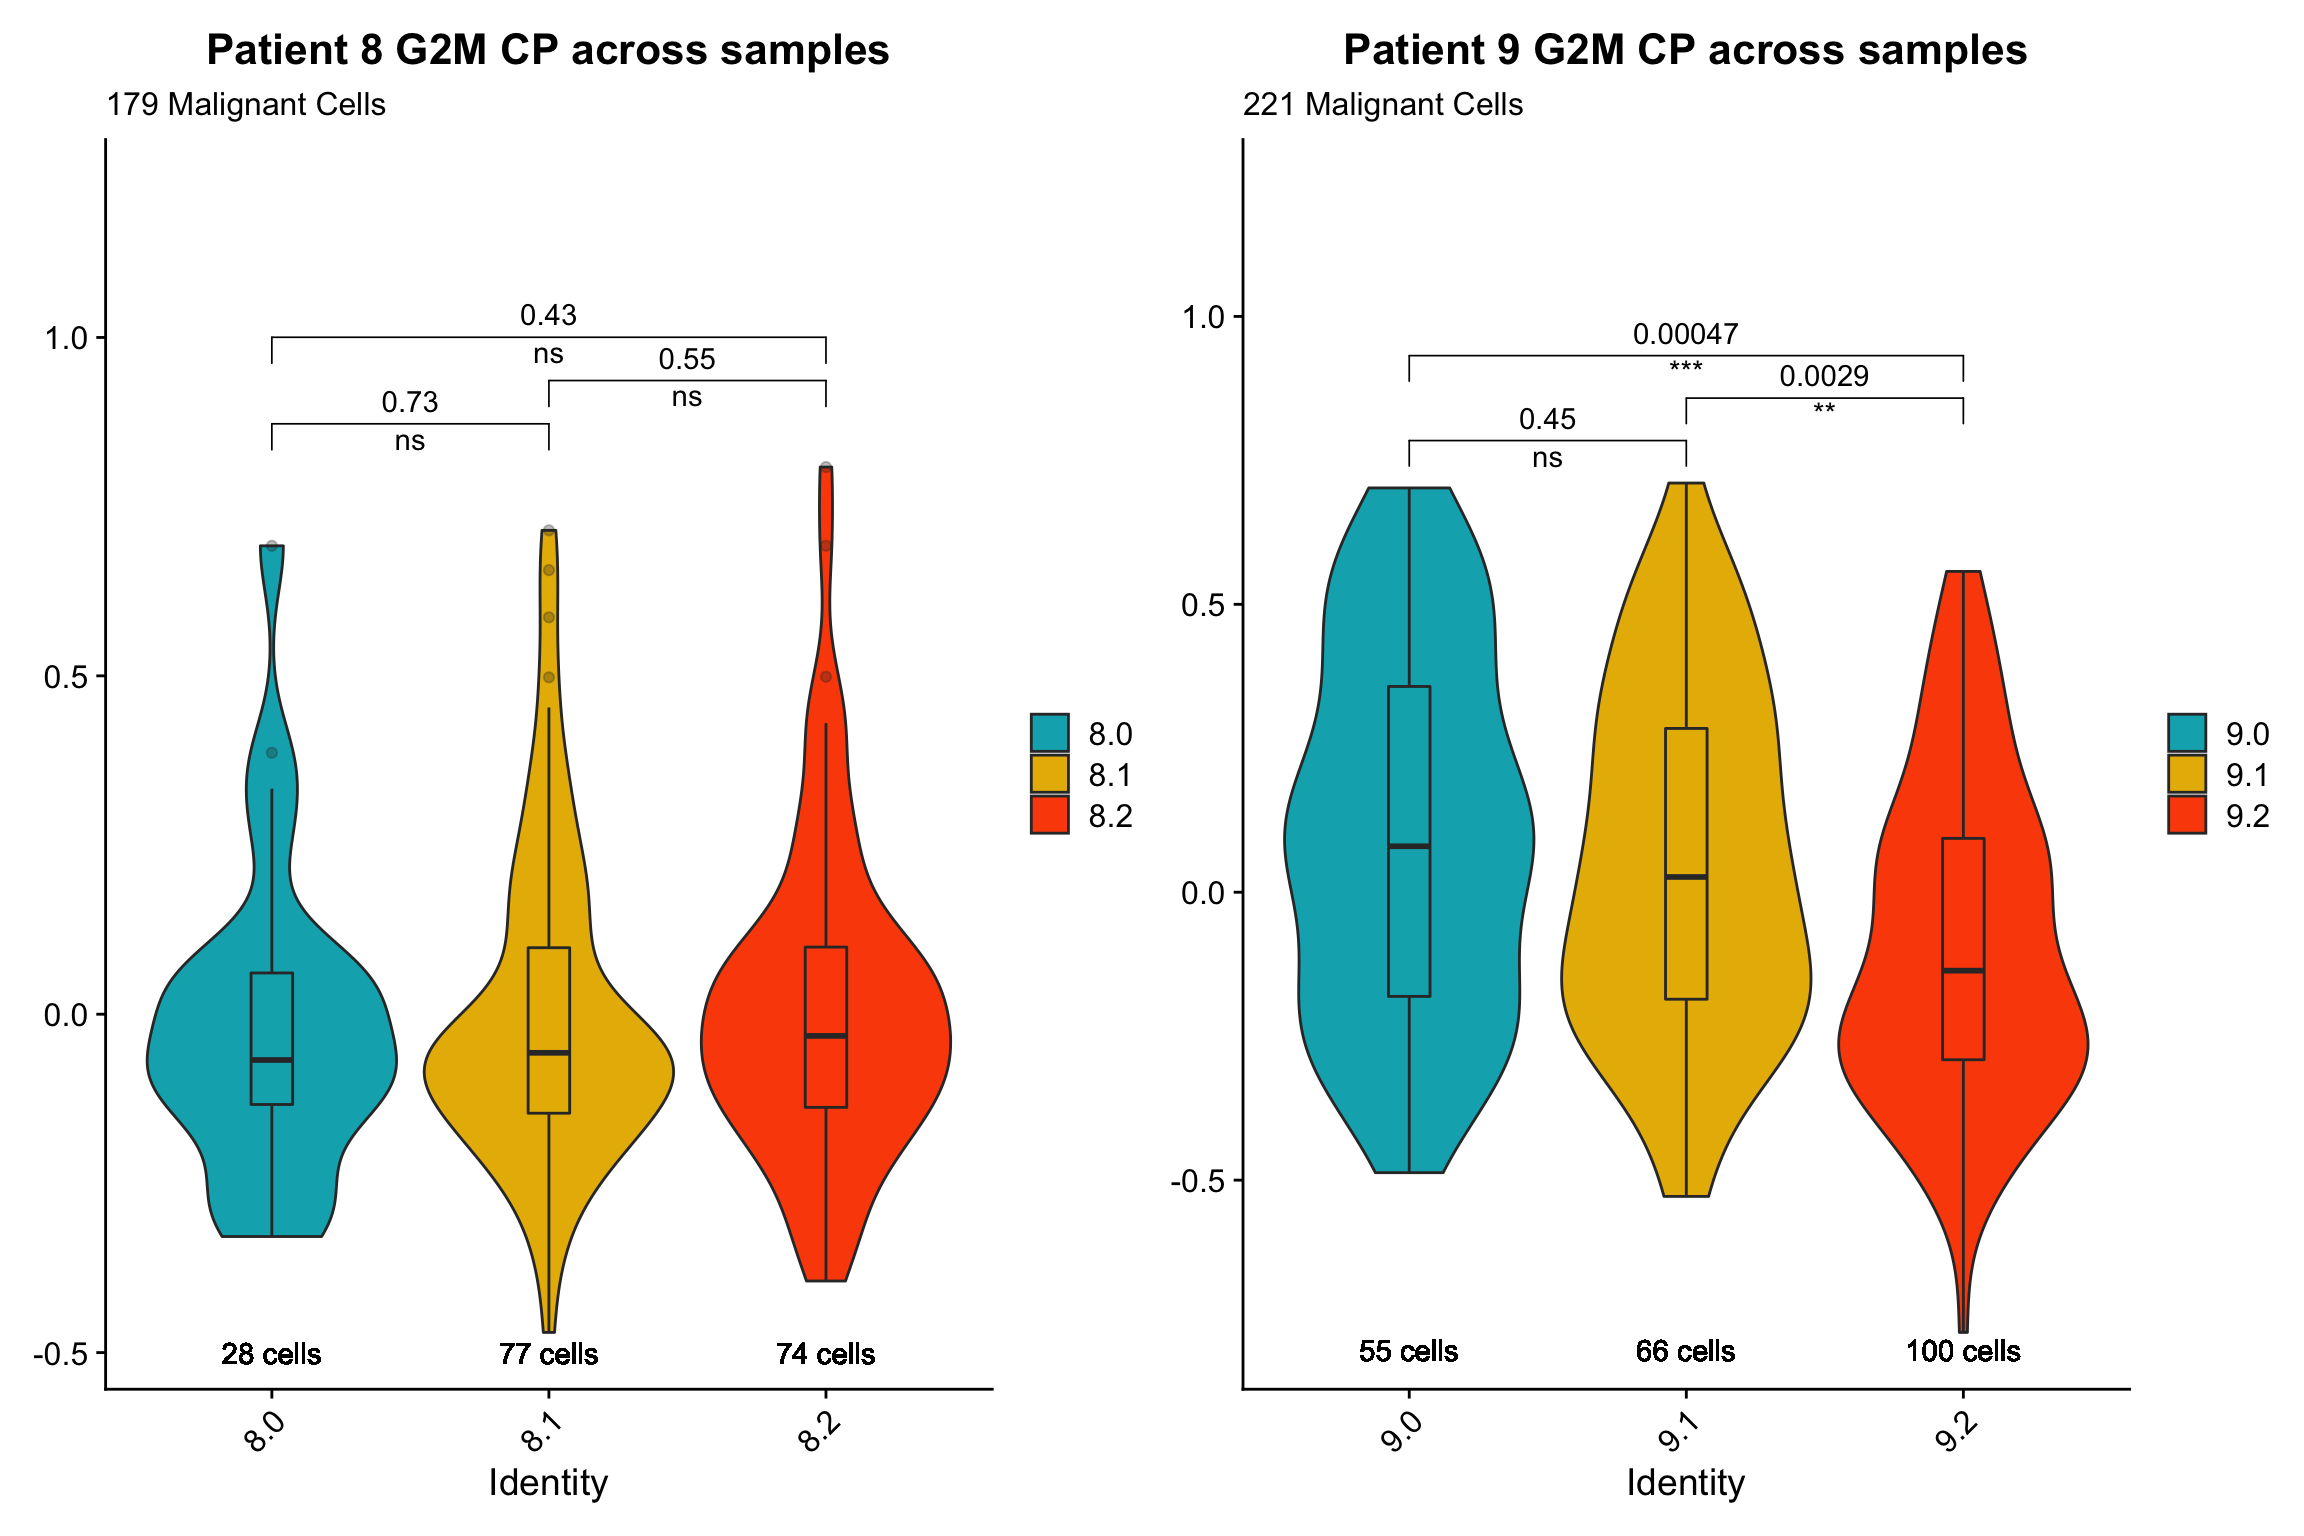 Patient 8 G2M CP across samples
179 Malignant Cells
1.0
0.5
0.0
-0.5
0.43
ns
0.55
ns
0.73
ns
28 cells
77 cells
74 cells
8.0
8.1
8.2
Identity
8.0
8.1
8.2
Patient 9 G2M CP across samples
221 Malignant Cells
1.0
0.5
0.0
-0.5
0.00047
***
0.0029
**
0.45
ns
55 cells
66 cells
100 cells
9.0
9.1
9.2
Identity
9.0
9.1
9.2